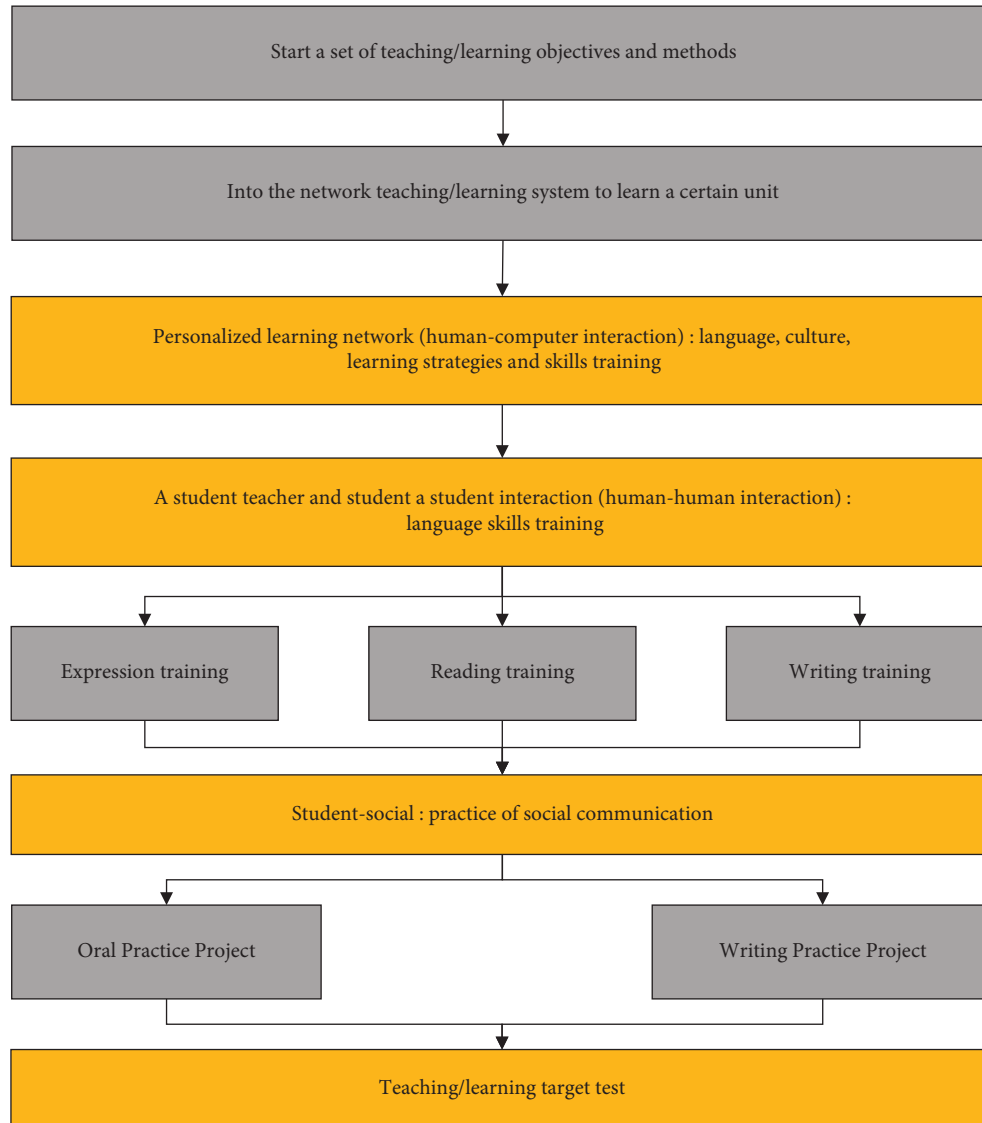 Start a set of teaching/learning objectives and methods
Into the network teaching/learning system to learn a certain unit
Personalized learning network (human-computer interaction) : language, culture,
learning strategies and skills training
A student teacher and student a student interaction (human-human interaction) :
language skills training
Expression training
Reading training
Writing training
Student-social : practice of social communication
Oral Practice Project
Writing Practice Project
Teaching/learning target test